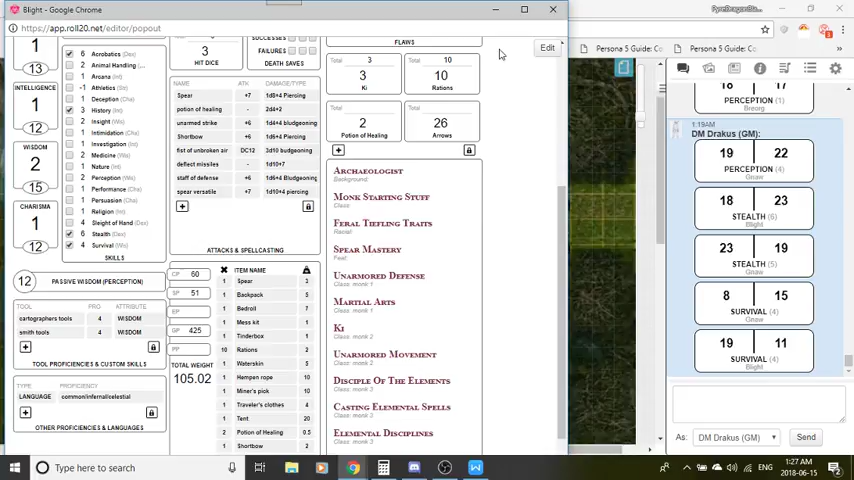 Blight - Google Chrome
https://app.roll20.net/editor/popout
Edit
1
13
INTELLIGENCE
1
12
WISDOM
2
15
CHARISMA
1
12
6 Acrobatics (Dex)
2 Animal Handling (...
1 Arcana (Int)
-1 Athletics (Str)
1 Deception (Cha)
3 History (Int)
2 Insight (Wis)
1 Intimidation (Cha)
1 Investigation (Int)
2 Medicine (Wis)
1 Nature (Int)
2 Perception (Wis)
1 Performance (Cha)
1 Persuasion (Cha)
1 Religion (Int)
4 Sleight of Hand (Dex)
6 Stealth (Dex)
4 Survival (Wis)
SKILLS
12 PASSIVE WISDOM (PERCEPTION)
TOOL PRO ATTRIBUTE
cartographers tools 4 WISDOM
smith tools 4 WISDOM
TOOL PROFICIENCIES & CUSTOM SKILLS
TYPE PROFICIENCY
LANGUAGE common/infernal/celestial
OTHER PROFICIENCIES & LANGUAGES
3
HIT DICE
SUCCESSES
FAILURES
DEATH SAVES
NAME ATK DAMAGE/TYPE
Spear +7 1d6+4 Piercing
potion of healing - 2d4+2
unarmed strike +6 1d4+4 bludgeoning
Shortbow +6 1d6+4 Piercing
fist of unbroken air DC12 3d10 budgeoning
deflect missiles - 1d10+7
staff of defense +6 1d6+4 Bludgeoning
spear versatile +7 1d10+4 piercing
ATTACKS & SPELLCASTING
CP 60
SP 51
EP
GP 425
PP
TOTAL WEIGHT
105.02
ITEM NAME
1 Spear 3
1 Backpack 5
1 Bedroll 7
1 Mess kit 1
1 Tinderbox 1
10 Rations 2
1 Waterskin 5
1 Hempen rope 10
1 Miner's pick 10
1 Traveler's clothes 4
1 Tent 20
2 Potion of Healing 0.5
1 Shortbow 2
FLAWS
Total 3
3
Ki
Total 10
10
Rations
Total
2
Potion of Healing
Total
26
Arrows
ARCHAEOLOGIST
Background:
MONK STARTING STUFF
Class:
FERAL TIEFLING TRAITS
Racial:
SPEAR MASTERY
Feat:
UNARMORED DEFENSE
Class: monk 1
MARTIAL ARTS
Class: monk 1
KI
Class: monk 2
UNARMORED MOVEMENT
Class: monk 2
DISCIPLE OF THE ELEMENTS
Class: monk 3
CASTING ELEMENTAL SPELLS
Class: monk 3
ELEMENTAL DISCIPLINES
Class: monk 3
Persona 5 Guide: Co
Persona 5 Guide: Co
18 17
PERCEPTION (1)
Breorg
1:19AM
DM Drakus (GM):
19 22
PERCEPTION (4)
Gnaw
18 23
STEALTH (6)
Blight
23 19
STEALTH (5)
Gnaw
8 15
SURVIVAL (4)
Gnaw
19 11
SURVIVAL (4)
Blight
As: DM Drakus (GM) Send
Type here to search
ENG
1:27 AM
2018-06-15
2